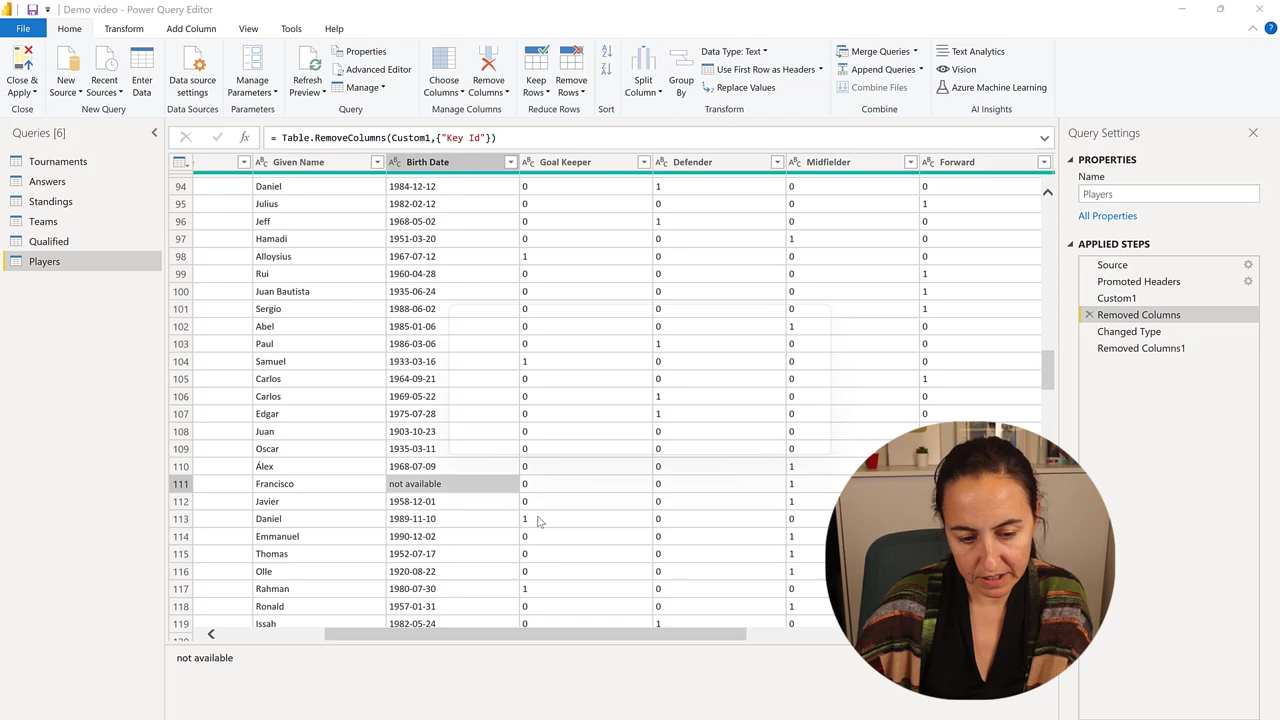 Demo video - Power Query Editor
File Home Transform Add Column View Tools Help
Close & Apply
New Source
Recent Sources
Enter Data
Data source settings
Manage Parameters
Refresh Preview
Properties
Advanced Editor
Manage
Choose Columns
Remove Columns
Keep Rows
Remove Rows
Split Column
Group By
Data Type: Text
Use First Row as Headers
Replace Values
Merge Queries
Append Queries
Combine Files
Text Analytics
Vision
Azure Machine Learning
Close New Query Data Sources Parameters Query Manage Columns Reduce Rows Sort Transform Combine AI Insights
Queries [6]
Tournaments
Answers
Standings
Teams
Qualified
Players
= Table.RemoveColumns(Custom1,{"Key Id"})
Given Name Birth Date Goal Keeper Defender Midfielder Forward
94 Daniel 1984-12-12 0 1 0 0
95 Julius 1982-02-12 0 0 0 1
96 Jeff 1968-05-02 0 1 0 0
97 Hamadi 1951-03-20 0 0 1 0
98 Alloysius 1967-07-12 1 0 0 0
99 Rui 1960-04-28 0 0 0 1
100 Juan Bautista 1935-06-24 0 0 0 1
101 Sergio 1988-06-02 0 0 0 1
102 Abel 1985-01-06 0 0 1 0
103 Paul 1986-03-06 0 1 0 0
104 Samuel 1933-03-16 1 0 0 0
105 Carlos 1964-09-21 0 0 0 1
106 Carlos 1969-05-22 0 1 0 0
107 Edgar 1975-07-28 0 1 0 0
108 Juan 1903-10-23 0 0 0
109 Oscar 1935-03-11 0 0 0
110 Álex 1968-07-09 0 0 1
111 Francisco not available 0 0 1
112 Javier 1958-12-01 0 0 1
113 Daniel 1989-11-10 1 0 0
114 Emmanuel 1990-12-02 0 0 1
115 Thomas 1952-07-17 0 0 1
116 Olle 1920-08-22 0 0 1
117 Rahman 1980-07-30 1 0 0
118 Ronald 1957-01-31 0 0 1
119 Issah 1982-05-24 0 1 0
not available
Query Settings
PROPERTIES
Name
Players
All Properties
APPLIED STEPS
Source
Promoted Headers
Custom1
Removed Columns
Changed Type
Removed Columns1